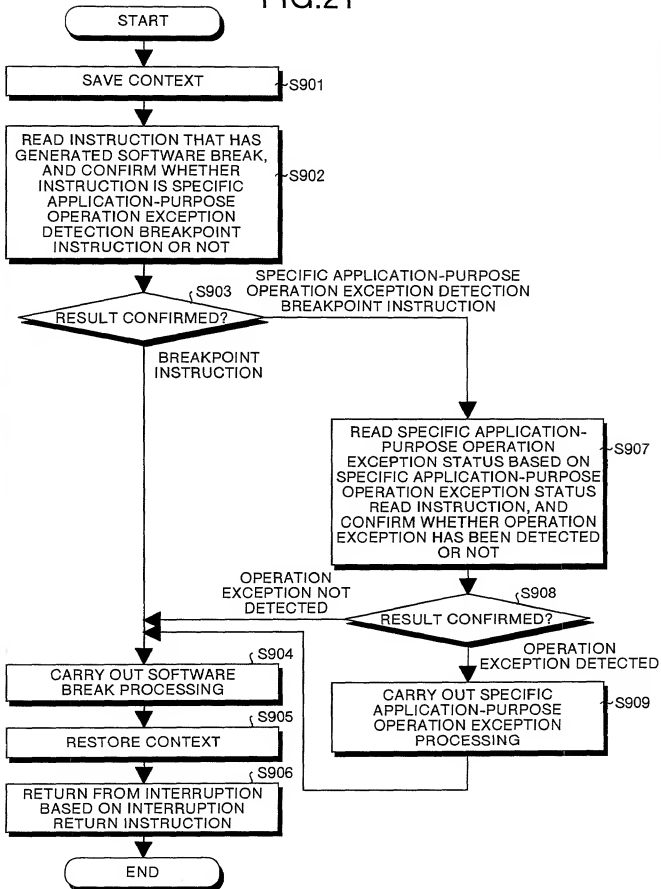 FIG.21
START
SAVE CONTEXT
S901
READ INSTRUCTION THAT HAS
GENERATED SOFTWARE BREAK,
AND CONFIRM WHETHER
INSTRUCTION IS SPECIFIC
APPLICATION-PURPOSE
OPERATION EXCEPTION
DETECTION BREAKPOINT
INSTRUCTION OR NOT
S902
S903
RESULT CONFIRMED?
SPECIFIC APPLICATION-PURPOSE
OPERATION EXCEPTION DETECTION
BREAKPOINT INSTRUCTION
BREAKPOINT
INSTRUCTION
READ SPECIFIC APPLICATION-
PURPOSE OPERATION
EXCEPTION STATUS BASED ON
SPECIFIC APPLICATION-PURPOSE
OPERATION EXCEPTION STATUS
READ INSTRUCTION, AND
CONFIRM WHETHER OPERATION
EXCEPTION HAS BEEN DETECTED
OR NOT
S907
OPERATION
EXCEPTION NOT
DETECTED
S908
RESULT CONFIRMED?
OPERATION
EXCEPTION DETECTED
S904
CARRY OUT SOFTWARE
BREAK PROCESSING
CARRY OUT SPECIFIC
APPLICATION-PURPOSE
OPERATION EXCEPTION
PROCESSING
S909
S905
RESTORE CONTEXT
S906
RETURN FROM INTERRUPTION
BASED ON INTERRUPTION
RETURN INSTRUCTION
END